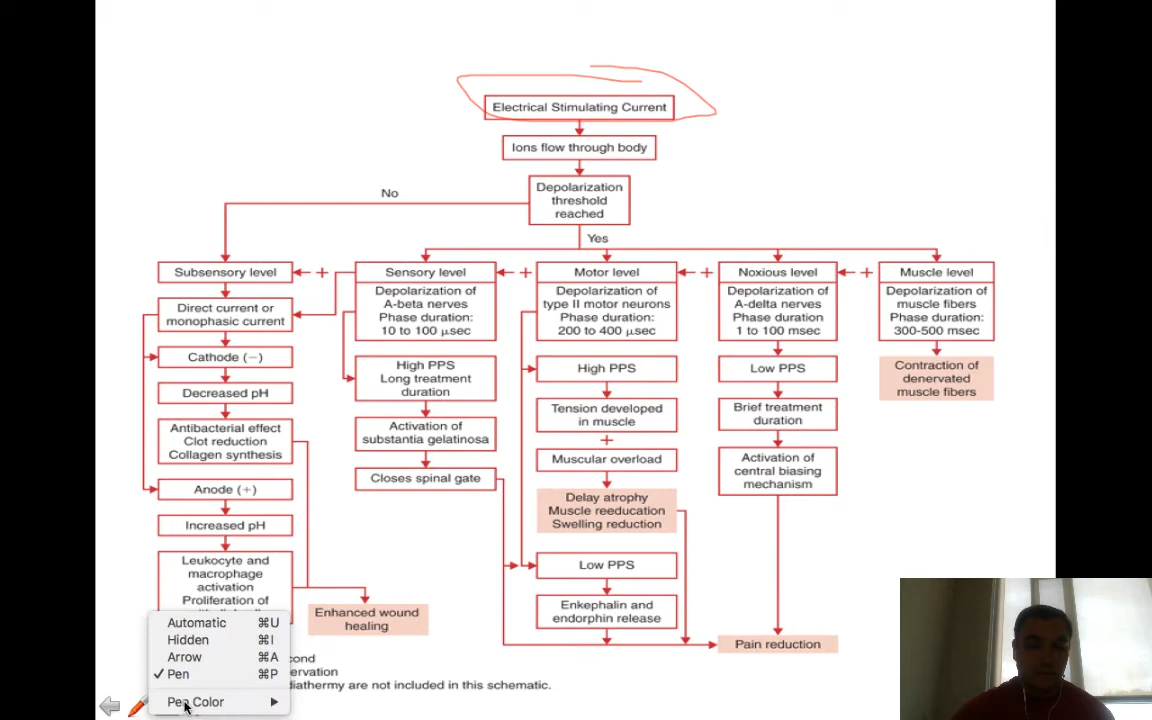 Electrical Stimulating Current
Ions flow through body
Depolarization
threshold
reached
No
Yes
Subsensory level
+
Sensory level
+
Motor level
+
Noxious level
+
Muscle level
Direct current or
monophasic current
Cathode (−)
Decreased pH
Antibacterial effect
Clot reduction
Collagen synthesis
Anode (+)
Increased pH
Leukocyte and
macrophage
activation
Proliferation of
Enhanced wound
healing
Depolarization of
A-beta nerves
Phase duration:
10 to 100 μsec
High PPS
Long treatment
duration
Activation of
substantia gelatinosa
Closes spinal gate
Depolarization of
type II motor neurons
Phase duration:
200 to 400 μsec
High PPS
Tension developed
in muscle
+
Muscular overload
Delay atrophy
Muscle reeducation
Swelling reduction
Low PPS
Enkephalin and
endorphin release
Depolarization of
A-delta nerves
Phase duration
1 to 100 msec
Low PPS
Brief treatment
duration
Activation of
central biasing
mechanism
Pain reduction
Depolarization of
muscle fibers
Phase duration:
300-500 msec
Contraction of
denervated
muscle fibers
Automatic ⌘U
Hidden ⌘I
Arrow ⌘A
✓ Pen ⌘P
Pen Color
cond
ervation
diathermy are not included in this schematic.